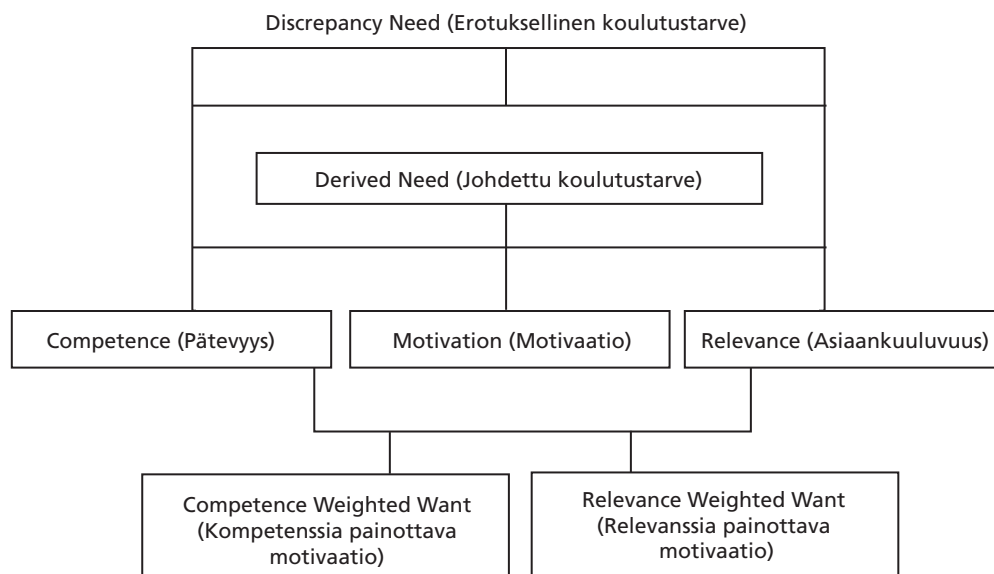 Discrepancy Need (Erotuksellinen koulutustarve)
Derived Need (Johdettu koulutustarve)
Competence (Pätevyys)
Motivation (Motivaatio)
Relevance (Asiaankuuluvuus)
Competence Weighted Want
(Kompetenssia painottava
motivaatio)
Relevance Weighted Want
(Relevanssia painottava
motivaatio)